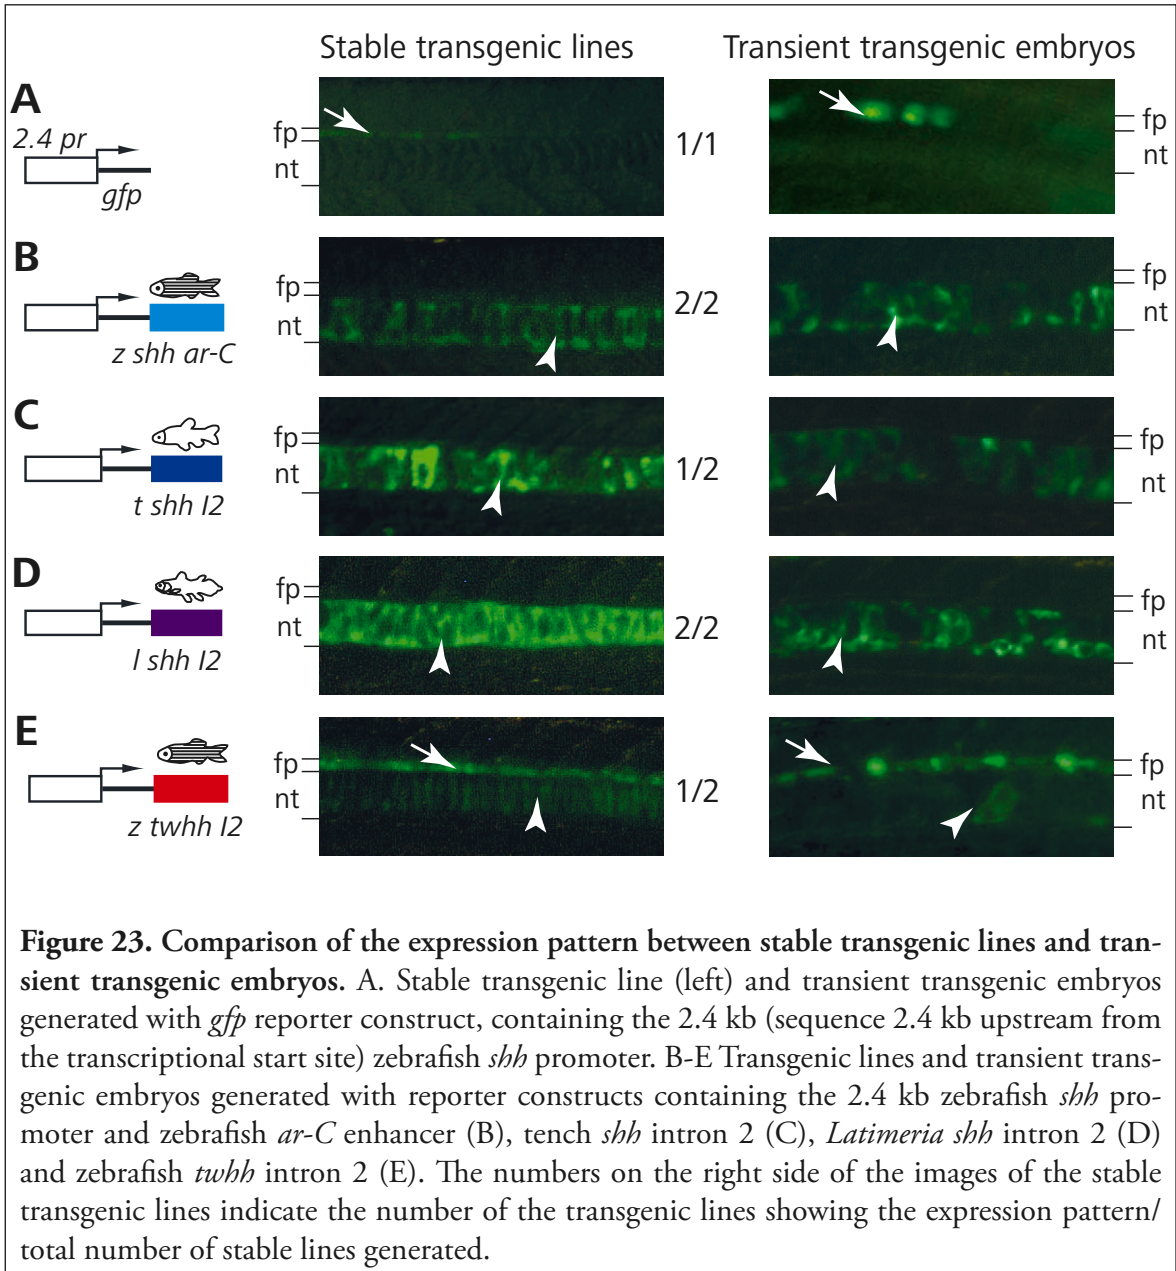 Stable transgenic lines
Transient transgenic embryos
A
2.4 pr
gfp
fp
nt
1/1
fp
nt
B
z shh ar-C
fp
nt
2/2
fp
nt
C
t shh I2
fp
nt
1/2
fp
nt
D
l shh I2
fp
nt
2/2
fp
nt
E
z twhh I2
fp
nt
1/2
fp
nt
Figure 23. Comparison of the expression pattern between stable transgenic lines and tran-
sient transgenic embryos. A. Stable transgenic line (left) and transient transgenic embryos
generated with gfp reporter construct, containing the 2.4 kb (sequence 2.4 kb upstream from
the transcriptional start site) zebrafish shh promoter. B-E Transgenic lines and transient trans-
genic embryos generated with reporter constructs containing the 2.4 kb zebrafish shh pro-
moter and zebrafish ar-C enhancer (B), tench shh intron 2 (C), Latimeria shh intron 2 (D)
and zebrafish twhh intron 2 (E). The numbers on the right side of the images of the stable
transgenic lines indicate the number of the transgenic lines showing the expression pattern/
total number of stable lines generated.